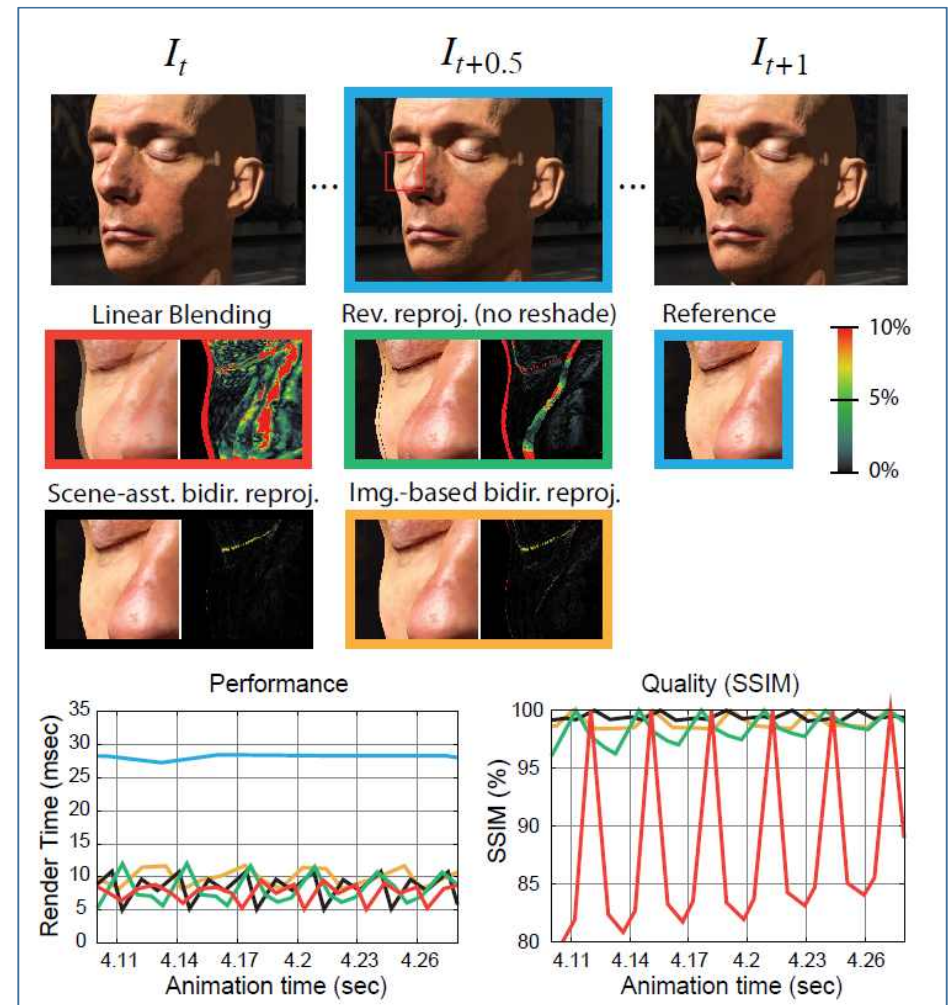 I_t I_{t+0.5} I_{t+1}
... ...
Linear Blending Rev. reproj. (no reshade) Reference
10%
5%
0%
Scene-asst. bidir. reproj. Img.-based bidir. reproj.
Performance
Render Time (msec)
35
30
25
20
15
10
5
0
4.11 4.14 4.17 4.2 4.23 4.26
Animation time (sec)
Quality (SSIM)
SSIM (%)
100
95
90
85
80
4.11 4.14 4.17 4.2 4.23 4.26
Animation time (sec)